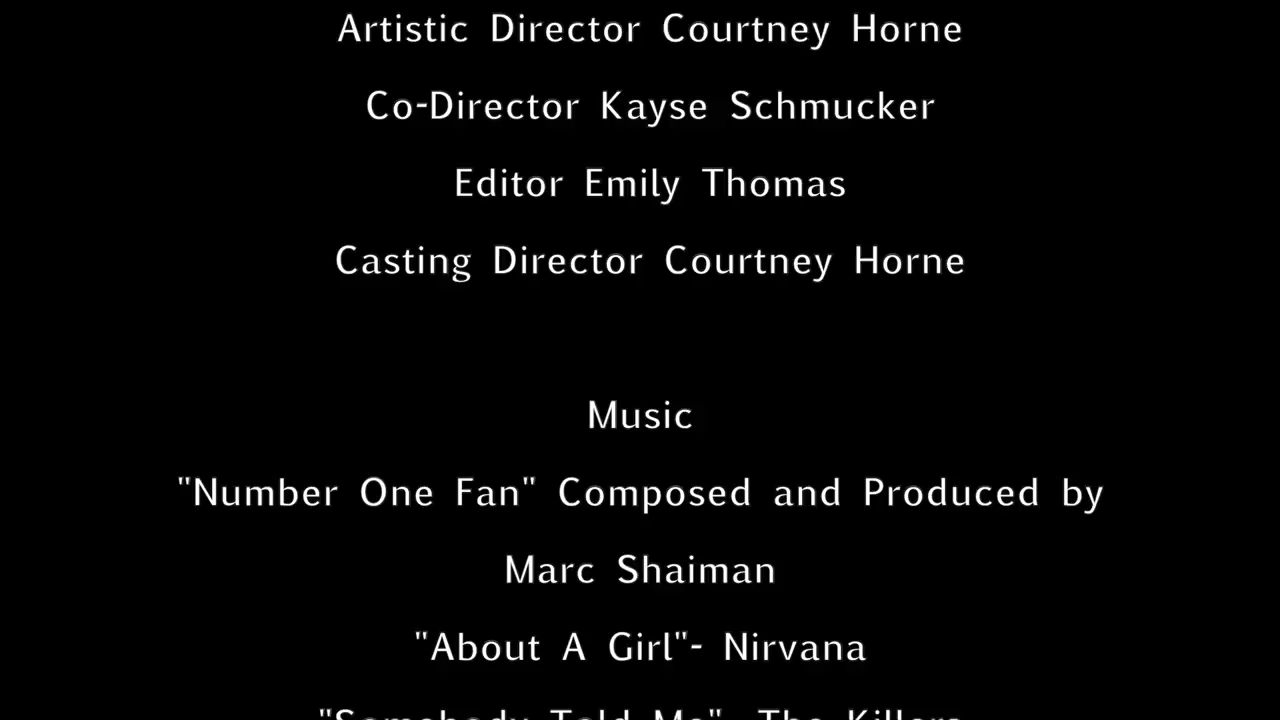 Artistic Director Courtney Horne
Co-Director Kayse Schmucker
Editor Emily Thomas
Casting Director Courtney Horne
Music
"Number One Fan" Composed and Produced by
Marc Shaiman
"About A Girl"- Nirvana
"Somebody Told Me"- The Killers